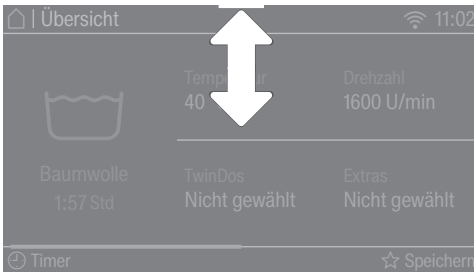 | Übersicht 11:02
Temperatur Drehzahl
40 1600 U/min
Baumwolle TwinDos Extras
1:57 Std Nicht gewählt Nicht gewählt
Timer Speichern